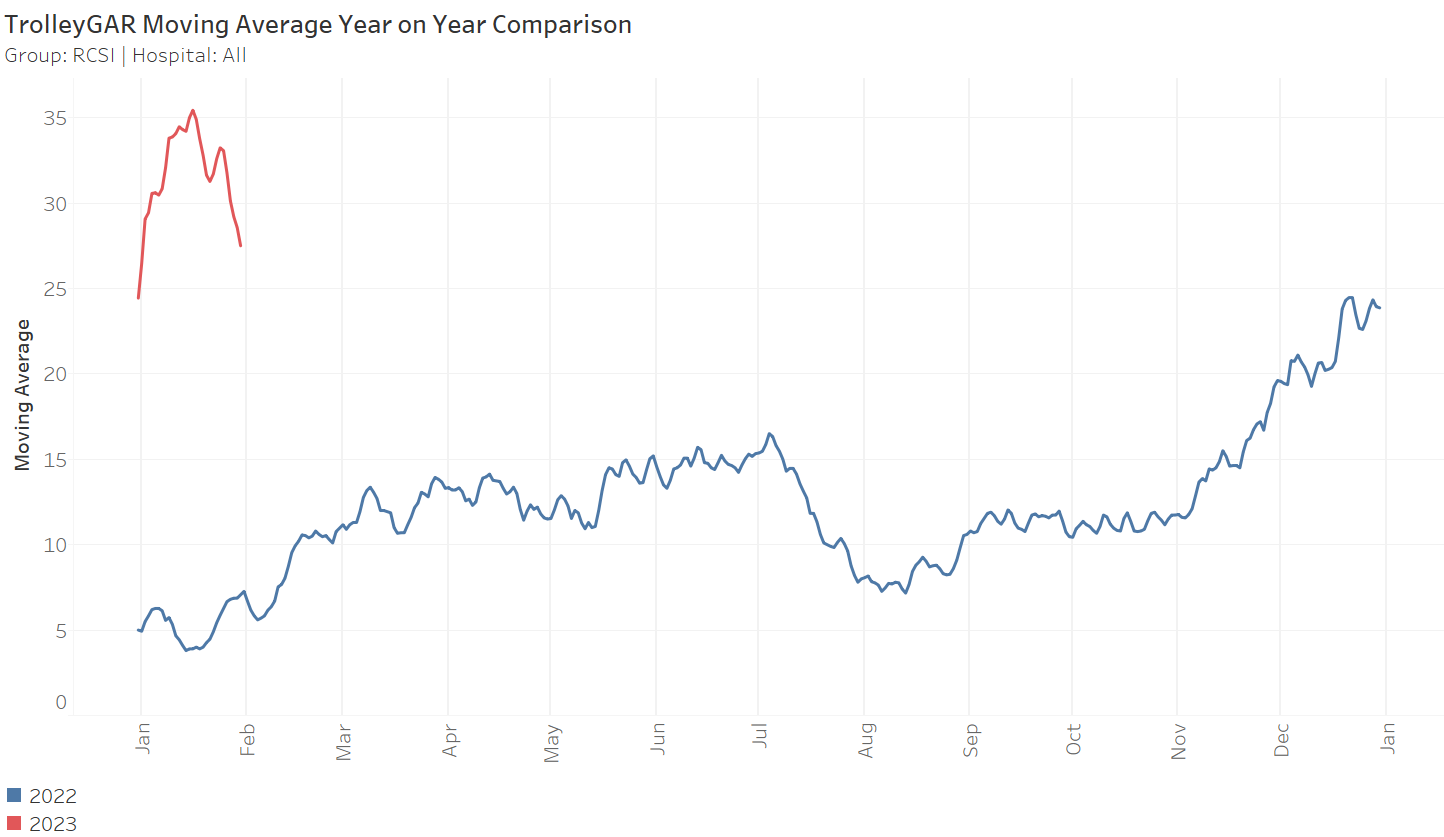 TrolleyGAR Moving Average Year on Year Comparison
Group: RCSI | Hospital: All
Moving Average
35
30
25
20
15
10
5
0
Jan
Feb
Mar
Apr
May
Jun
Jul
Aug
Sep
Oct
Nov
Dec
Jan
2022
2023